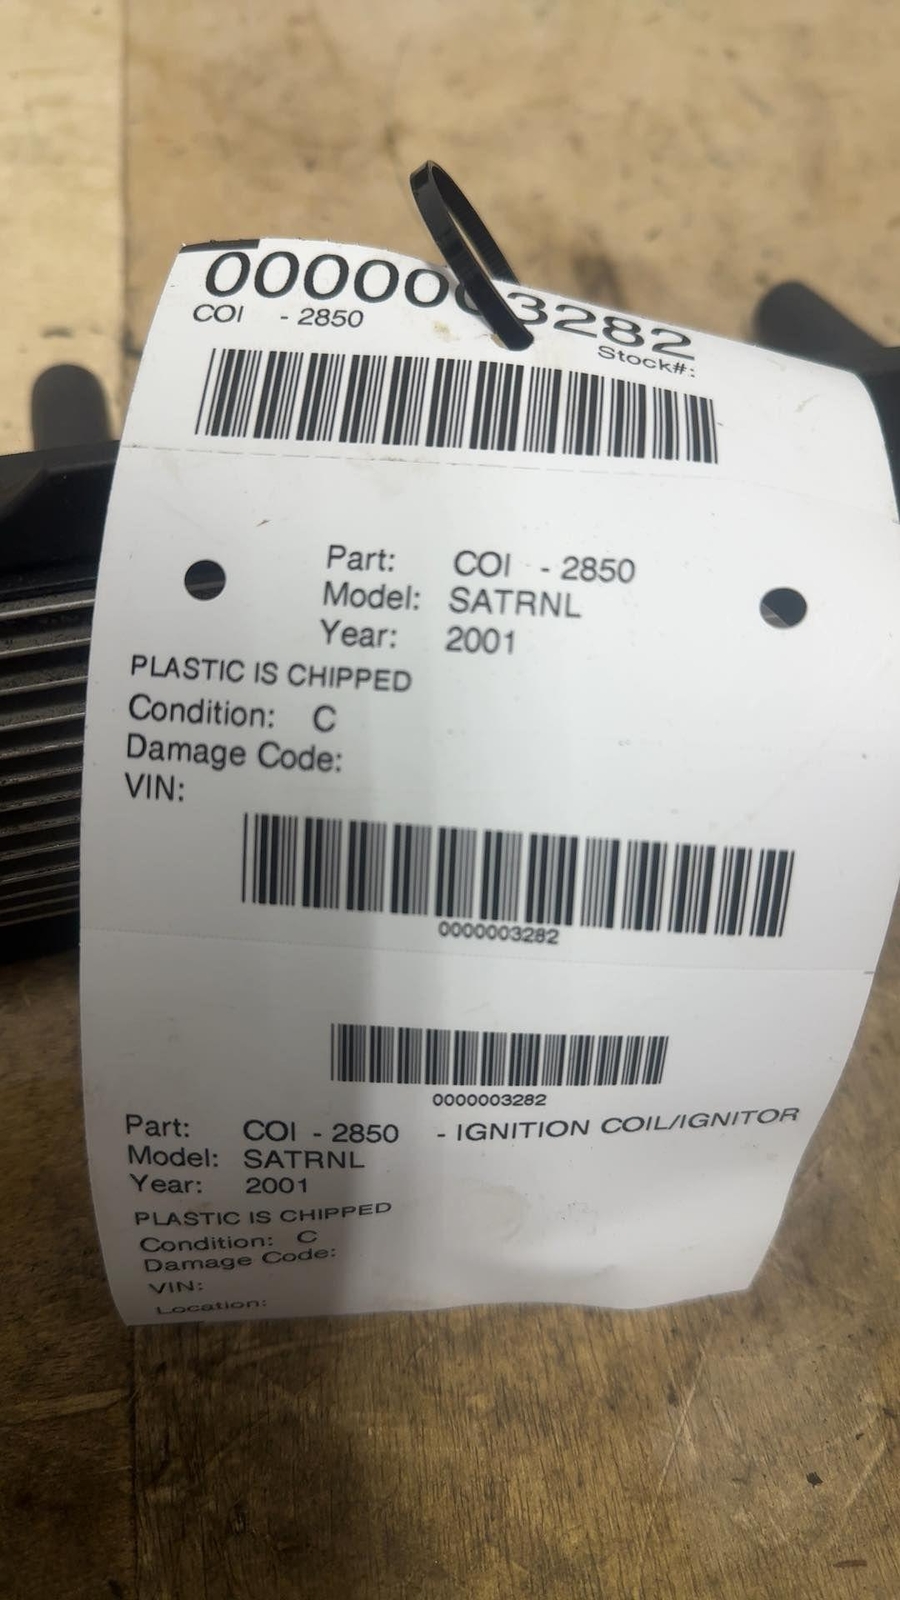 0000003282
COI - 2850
Stock#:
Part: COI - 2850
Model: SATRNL
Year: 2001
PLASTIC IS CHIPPED
Condition: C
Damage Code:
VIN:
0000003282
0000003282
Part: COI - 2850 - IGNITION COIL/IGNITOR
Model: SATRNL
Year: 2001
PLASTIC IS CHIPPED
Condition: C
Damage Code:
VIN:
Location: